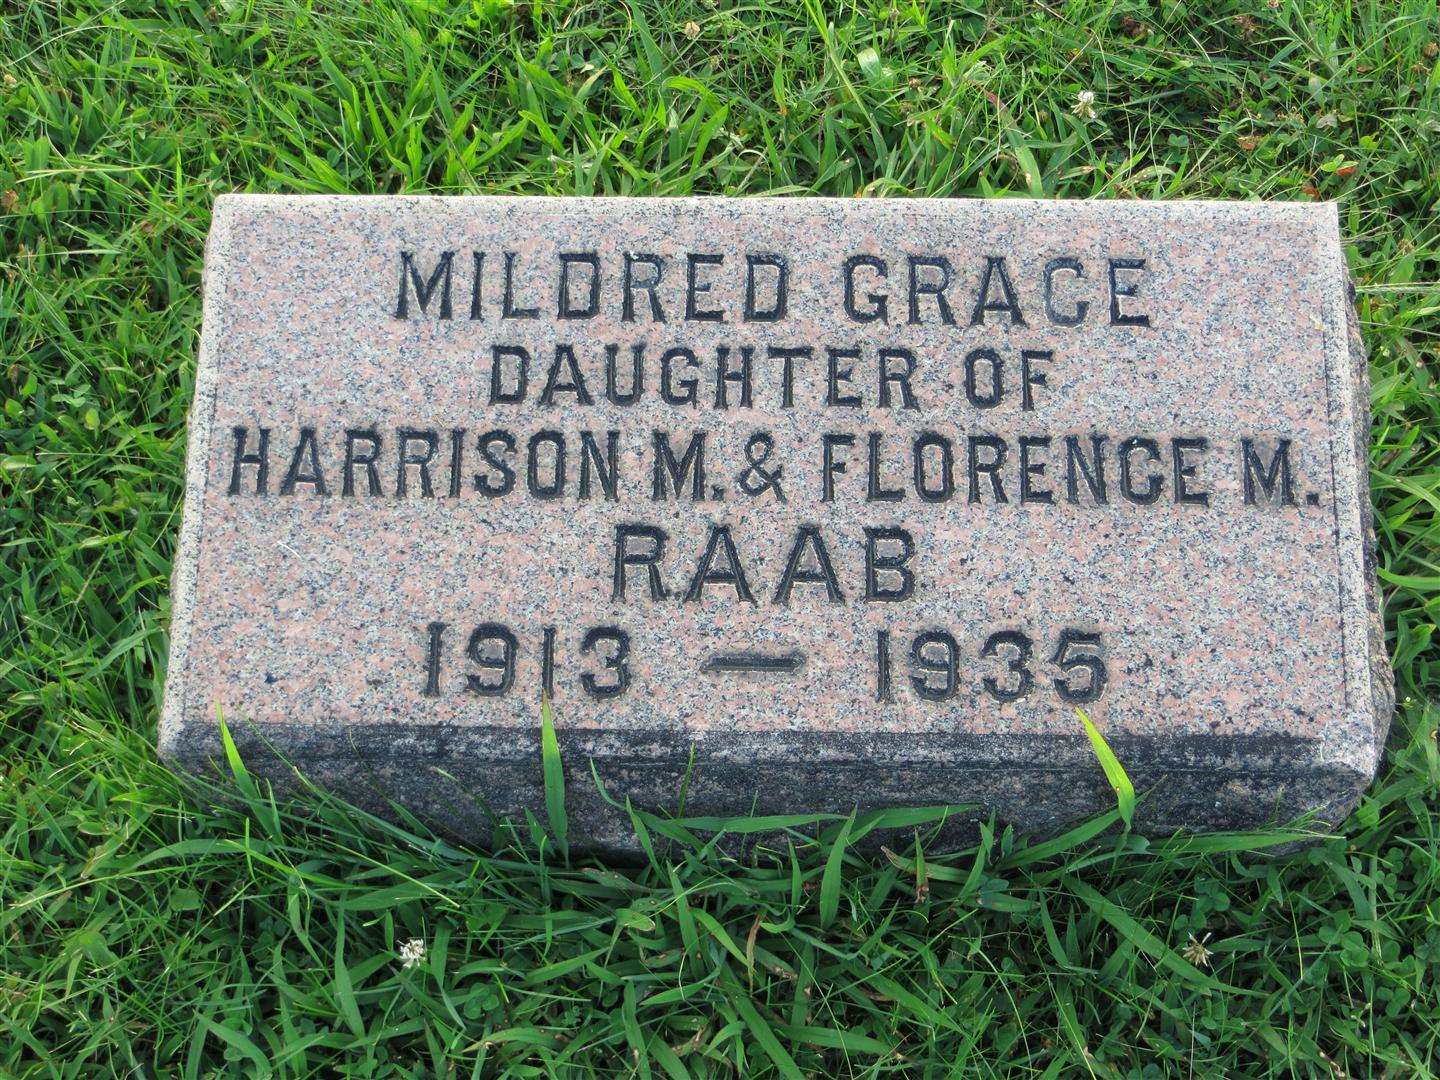 MILDRED GRACE
DAUGHTER OF
HARRISON M. & FLORENCE M.
RAAB
1913 — 1935